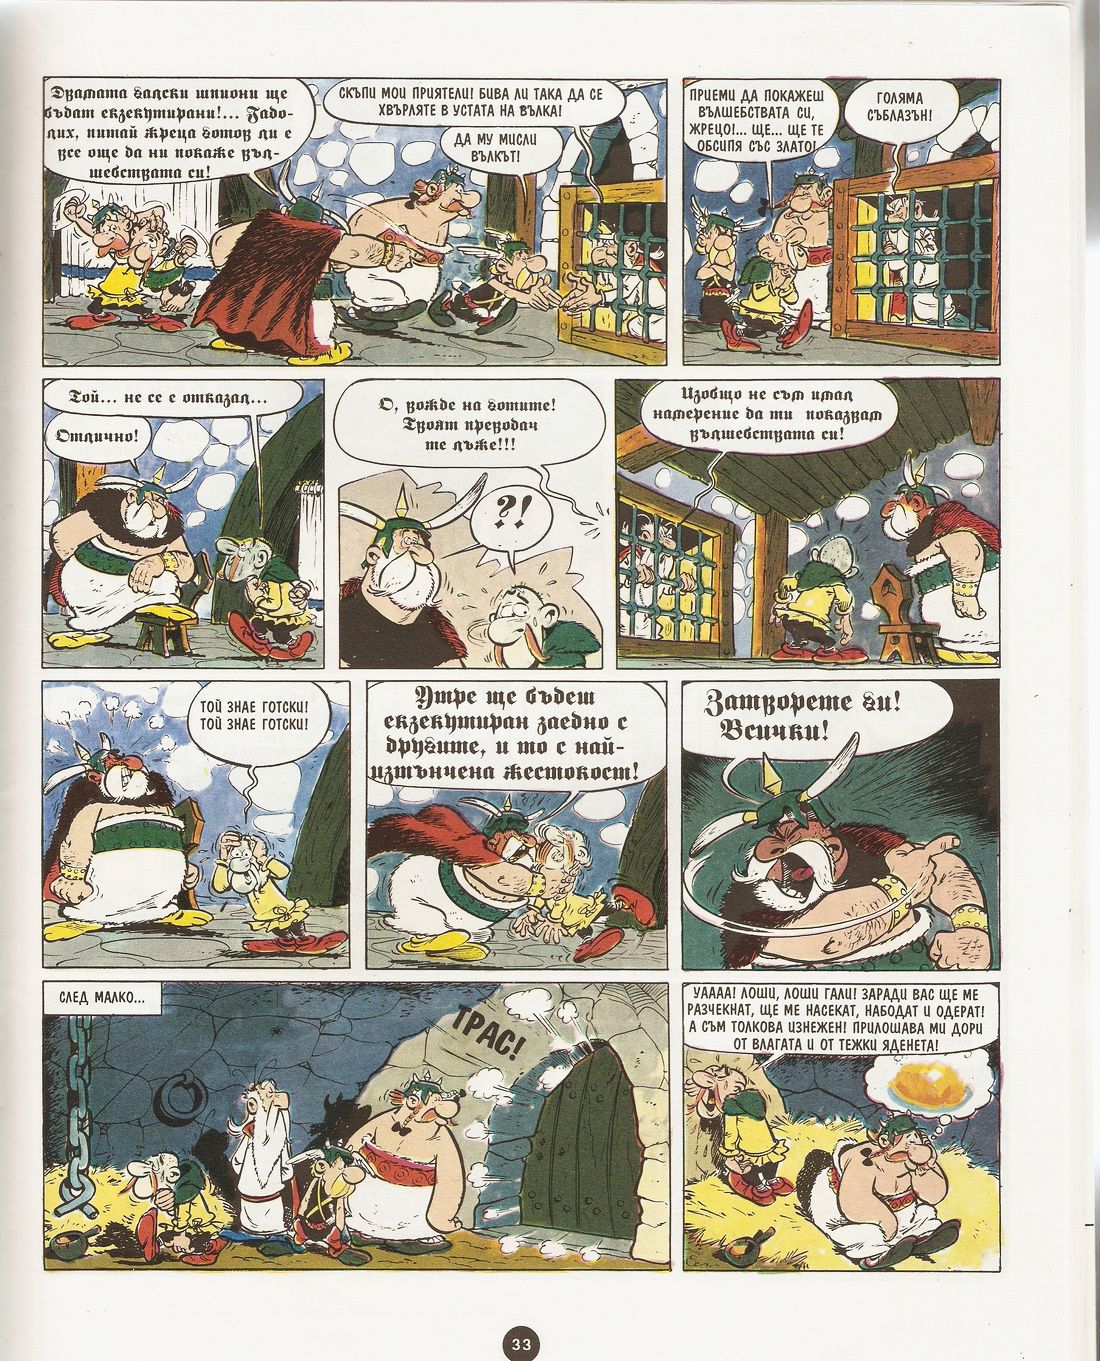 Двамата галски шпиони ще
бъдат екзекутирани!... Гадо-
лих, питай жреца готов ли е
все още да ни покаже въл-
шебствата си!
СКЪПИ МОИ ПРИЯТЕЛИ! БИВА ЛИ ТАКА ДА СЕ
ХВЪРЛЯТЕ В УСТАТА НА ВЪЛКА!
ДА МУ МИСЛИ
ВЪЛКЪТ!
ПРИЕМИ ДА ПОКАЖЕШ
ВЪЛШЕБСТВАТА СИ,
ЖРЕЦО!... ЩЕ... ЩЕ ТЕ
ОБСИПЯ СЪС ЗЛАТО!
ГОЛЯМА
СЪБЛАЗЪН!
Той... не се е отказал...
Отлично!
О, вожде на готите!
Твоят преводач
те лъже!!!
?!
Изобщо не съм имал
намерение да ти показвам
вълшебствата си!
ТОЙ ЗНАЕ ГОТСКИ!
ТОЙ ЗНАЕ ГОТСКИ!
Утре ще бъдеш
екзекутиран заедно с
другите, и то с най-
изтънчена жестокост!
Затворете ги!
Всички!
СЛЕД МАЛКО...
ТРАС!
УАААА! ЛОШИ, ЛОШИ ГАЛИ! ЗАРАДИ ВАС ЩЕ МЕ
РАЗЧЕКНАТ, ЩЕ МЕ НАСЕКАТ, НАБОДАТ И ОДЕРАТ!
А СЪМ ТОЛКОВА ИЗНЕЖЕН! ПРИЛОШАВА МИ ДОРИ
ОТ ВЛАГАТА И ОТ ТЕЖКИ ЯДЕНЕТА!
33